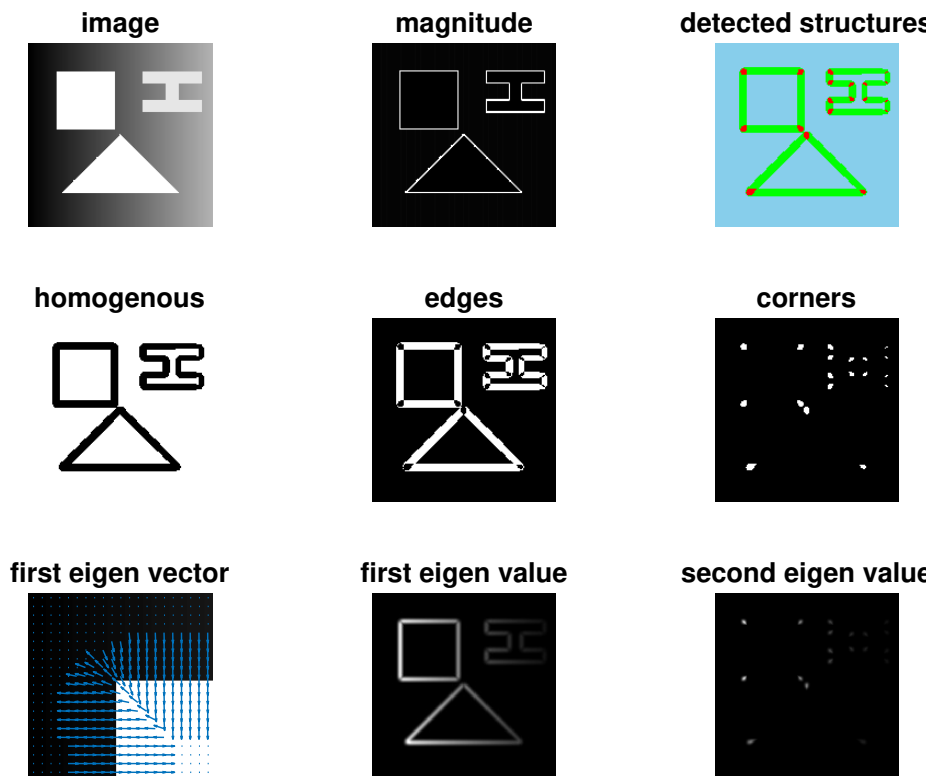 image
magnitude
detected structures
homogenous
edges
corners
first eigen vector
first eigen value
second eigen value